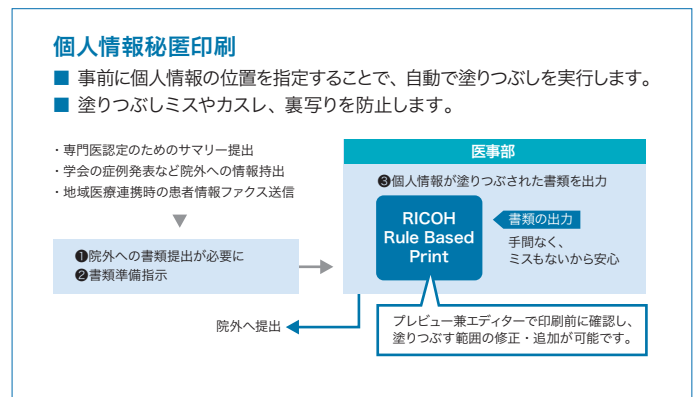 個人情報秘匿印刷
■ 事前に個人情報の位置を指定することで、自動で塗りつぶしを実行します。
■ 塗りつぶしミスやカスレ、裏写りを防止します。
・専門医認定のためのサマリー提出
・学会の症例発表など院外への情報持出
・地域医療連携時の患者情報ファクス送信
❶院外への書類提出が必要に
❷書類準備指示
医事部
❸個人情報が塗りつぶされた書類を出力
RICOH
Rule Based
Print
書類の出力
手間なく、
ミスもないから安心
プレビュー兼エディターで印刷前に確認し、
塗りつぶす範囲の修正・追加が可能です。
院外へ提出